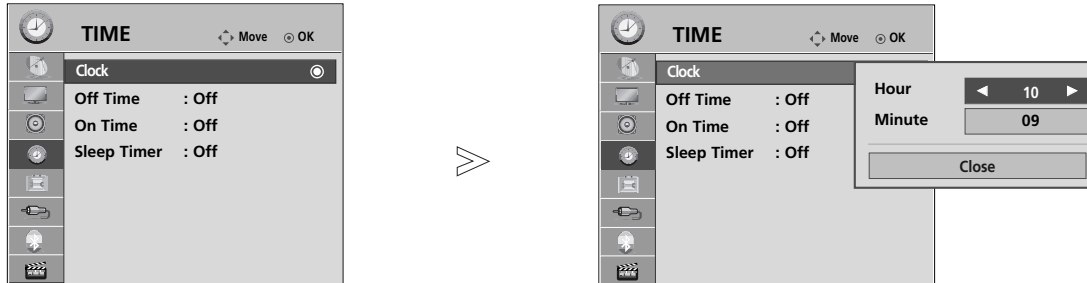 TIME
Move OK
Clock
Off Time : Off
On Time : Off
Sleep Timer : Off
TIME
Move OK
Clock
Off Time : Off
On Time : Off
Sleep Timer : Off
Hour 10
Minute 09
Close